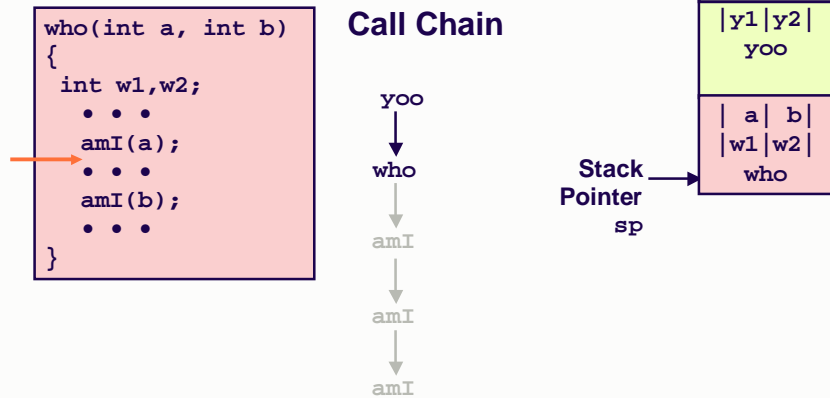 who(int a, int b)
{
int w1,w2;
• • •
amI(a);
• • •
amI(b);
• • •
}
Call Chain
yoo
who
amI
amI
amI
Stack
Pointer
sp
|y1|y2|
yoo
| a| b|
|w1|w2|
who